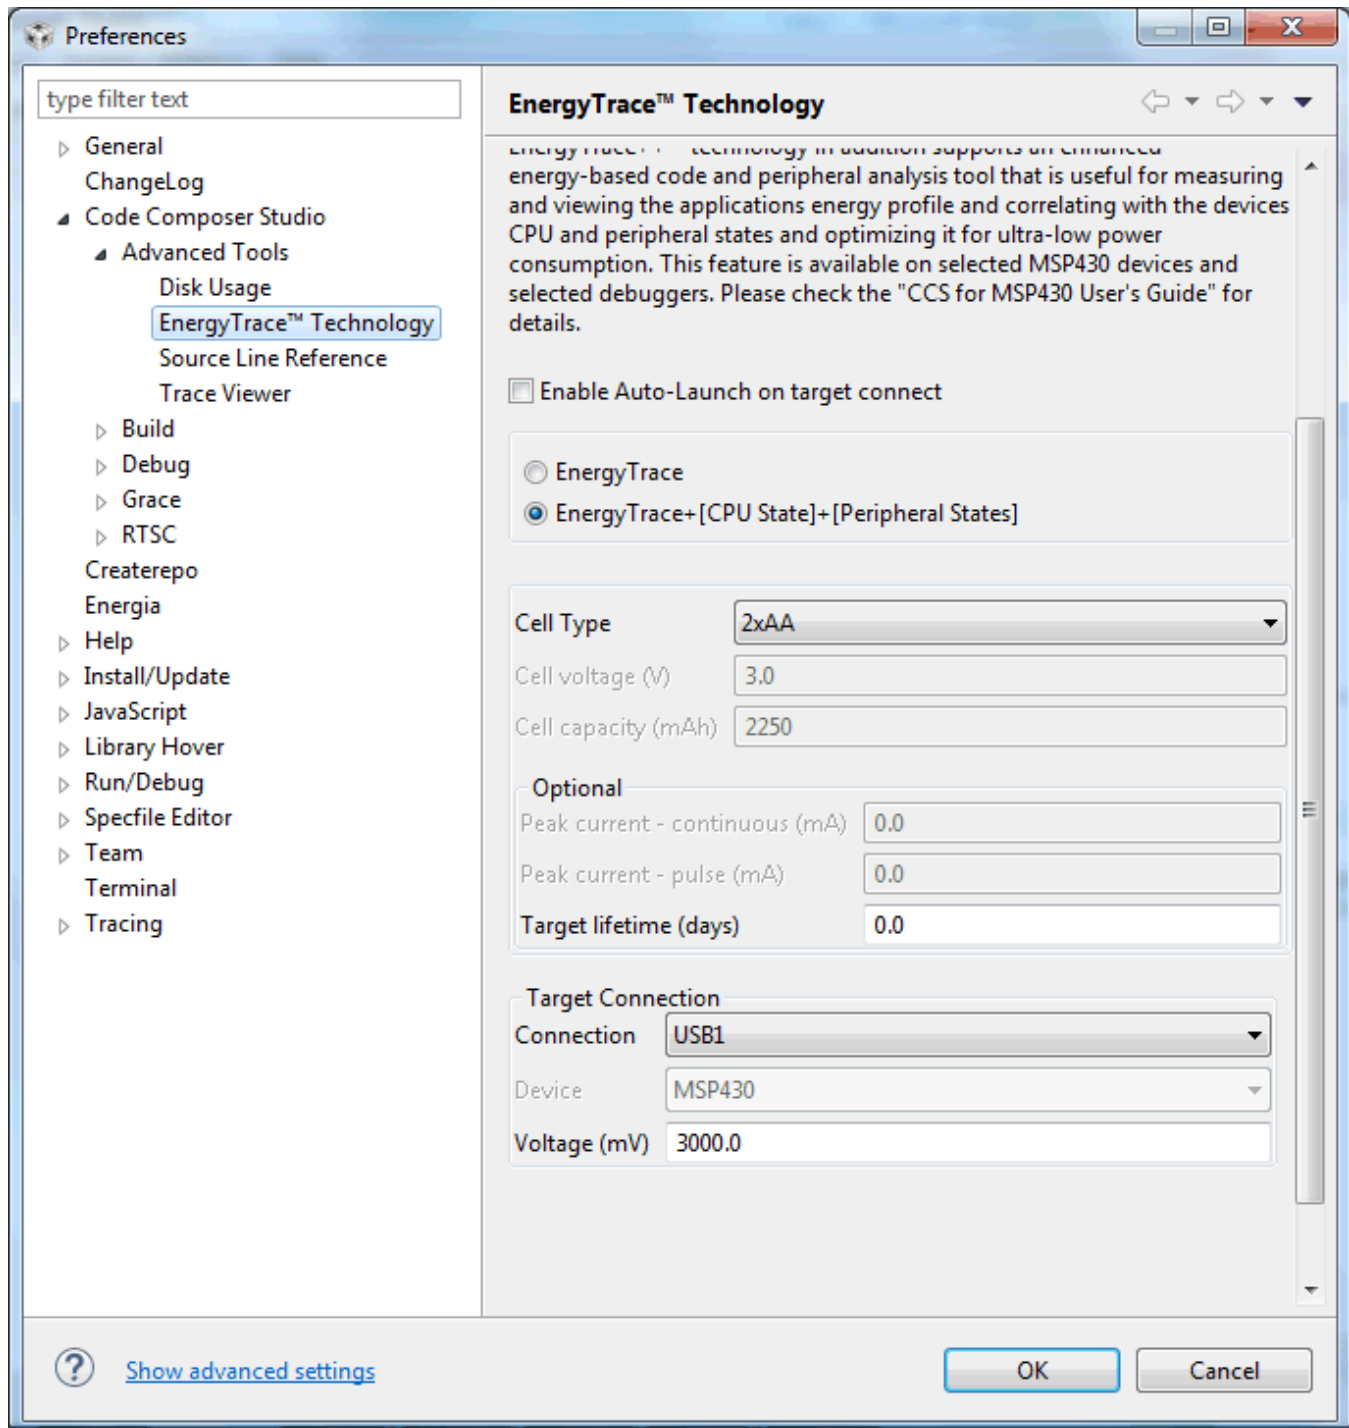 Preferences
type filter text
General
ChangeLog
Code Composer Studio
Advanced Tools
Disk Usage
EnergyTrace™ Technology
Source Line Reference
Trace Viewer
Build
Debug
Grace
RTSC
Createrepo
Energia
Help
Install/Update
JavaScript
Library Hover
Run/Debug
Specfile Editor
Team
Terminal
Tracing
EnergyTrace™ Technology
technology in addition supports an enhanced
energy-based code and peripheral analysis tool that is useful for measuring
and viewing the applications energy profile and correlating with the devices
CPU and peripheral states and optimizing it for ultra-low power
consumption. This feature is available on selected MSP430 devices and
selected debuggers. Please check the "CCS for MSP430 User's Guide" for
details.
Enable Auto-Launch on target connect
EnergyTrace
EnergyTrace+[CPU State]+[Peripheral States]
Cell Type 2xAA
Cell voltage (V) 3.0
Cell capacity (mAh) 2250
Optional
Peak current - continuous (mA) 0.0
Peak current - pulse (mA) 0.0
Target lifetime (days) 0.0
Target Connection
Connection USB1
Device MSP430
Voltage (mV) 3000.0
Show advanced settings
OK
Cancel